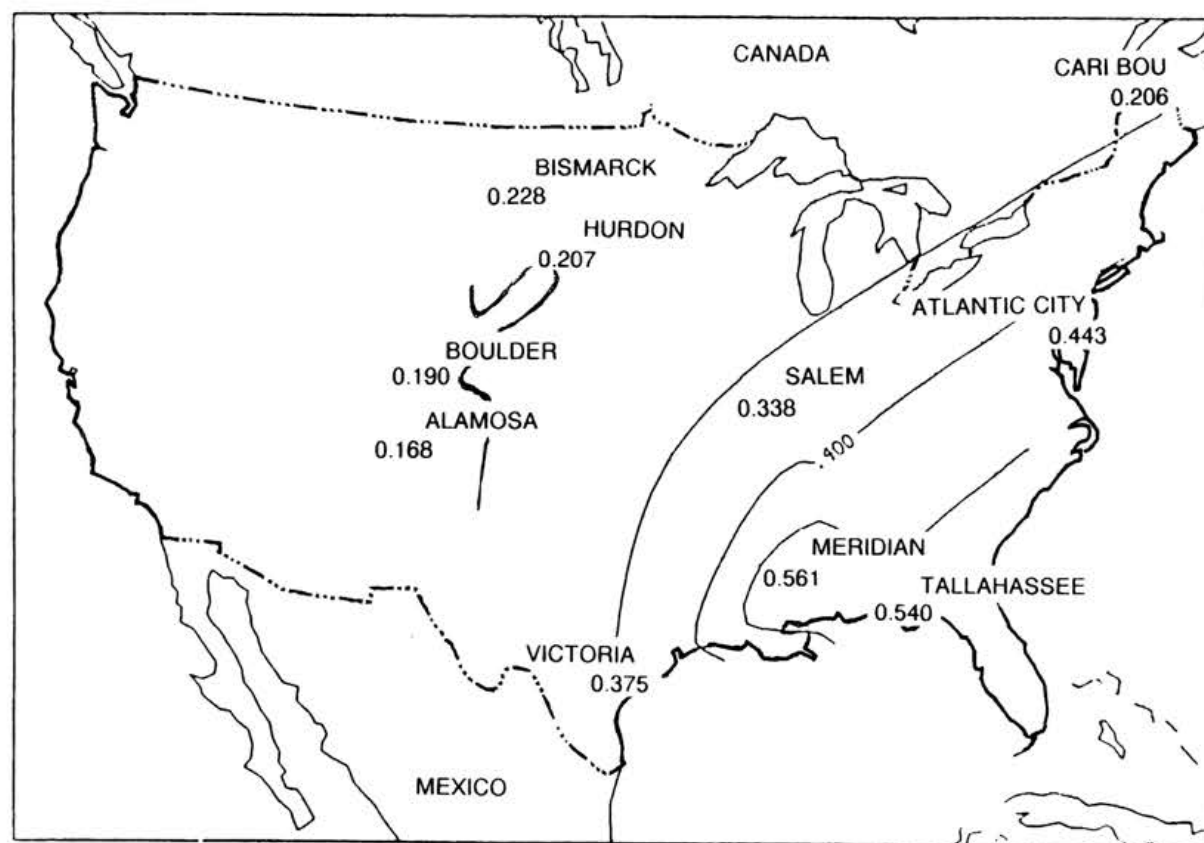 CANADA
CARI BOU
0.206
BISMARCK
0.228
HURDON
0.207
ATLANTIC CITY
0.443
BOULDER
0.190
SALEM
0.338
ALAMOSA
0.168
.400
MERIDIAN
0.561
TALLAHASSEE
0.540
VICTORIA
0.375
MEXICO